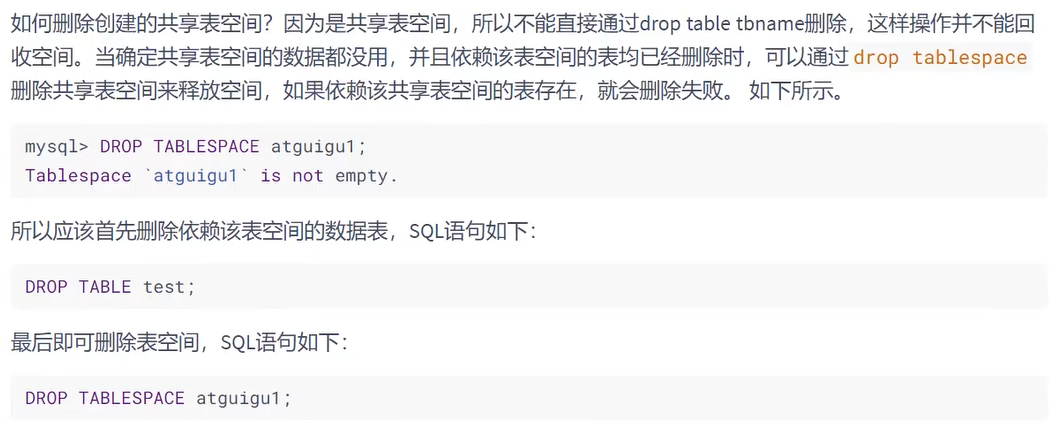 如何删除创建的共享表空间？因为是共享表空间，所以不能直接通过drop table tbname删除，这样操作并不能回
收空间。当确定共享表空间的数据都没用，并且依赖该表空间的表均已经删除时，可以通过 drop tablespace
删除共享表空间来释放空间，如果依赖该共享表空间的表存在，就会删除失败。 如下所示。
mysql> DROP TABLESPACE atguigu1;
Tablespace `atguigu1` is not empty.
所以应该首先删除依赖该表空间的数据表，SQL语句如下：
DROP TABLE test;
最后即可删除表空间，SQL语句如下：
DROP TABLESPACE atguigu1;